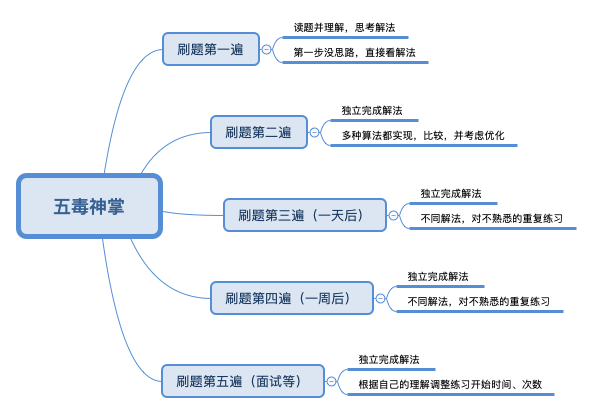 五毒神掌
刷题第一遍
读题并理解，思考解法
第一步没思路，直接看解法
刷题第二遍
独立完成解法
多种算法都实现，比较，并考虑优化
刷题第三遍（一天后）
独立完成解法
不同解法，对不熟悉的重复练习
刷题第四遍（一周后）
独立完成解法
不同解法，对不熟悉的重复练习
刷题第五遍（面试等）
独立完成解法
根据自己的理解调整练习开始时间、次数